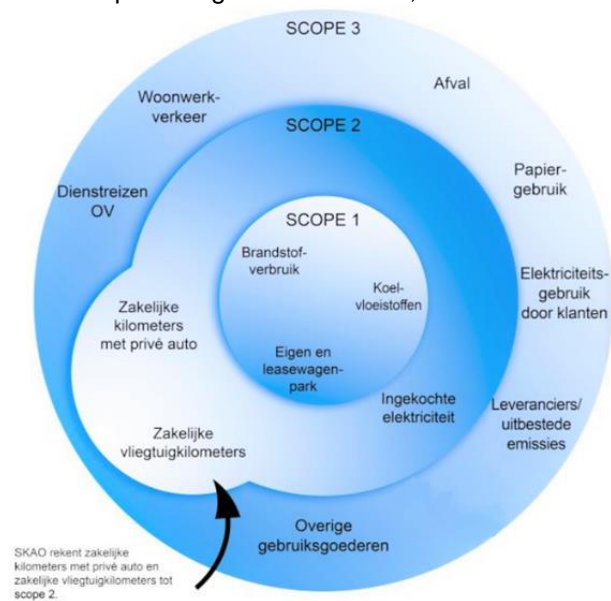 SCOPE 3
Afval
Woonwerk-
verkeer
SCOPE 2
Papier-
gebruik
Dienstreizen
OV
SCOPE 1
Brandstof-
verbruik
Koel-
vloeistoffen
Elektriciteits-
gebruik
door klanten
Zakelijke
kilometers
met privé auto
Eigen en
leasewagen-
park
Ingekochte
elektriciteit
Leveranciers/
uitbestede
emissies
Zakelijke
vliegtuigkilometers
Overige
gebruiksgoederen
SKAO rekent zakelijke
kilometers met privé auto en
zakelijke vliegtuigkilometers tot
scope 2.